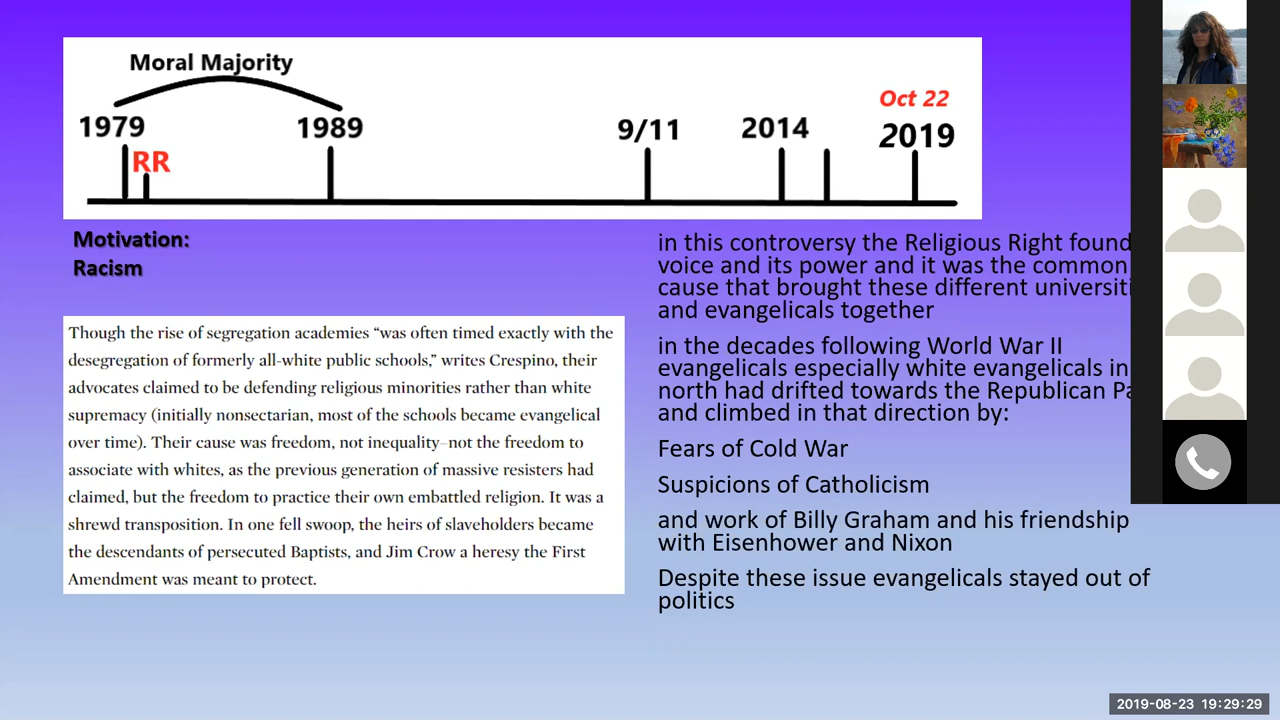 Moral Majority
Oct 22
1979 1989 9/11 2014 2019
RR
Motivation:
Racism
Though the rise of segregation academies “was often timed exactly with the
desegregation of formerly all-white public schools,” writes Crespino, their
advocates claimed to be defending religious minorities rather than white
supremacy (initially nonsectarian, most of the schools became evangelical
over time). Their cause was freedom, not inequality–not the freedom to
associate with whites, as the previous generation of massive resisters had
claimed, but the freedom to practice their own embattled religion. It was a
shrewd transposition. In one fell swoop, the heirs of slaveholders became
the descendants of persecuted Baptists, and Jim Crow a heresy the First
Amendment was meant to protect.
in this controversy the Religious Right found
voice and its power and it was the common
cause that brought these different
and evangelicals together
in the decades following World War II
evangelicals especially white evangelicals in
north had drifted towards the Republican
and climbed in that direction by:
Fears of Cold War
Suspicions of Catholicism
and work of Billy Graham and his friendship
with Eisenhower and Nixon
Despite these issue evangelicals stayed out of
politics
2019-08-23 19:29:29